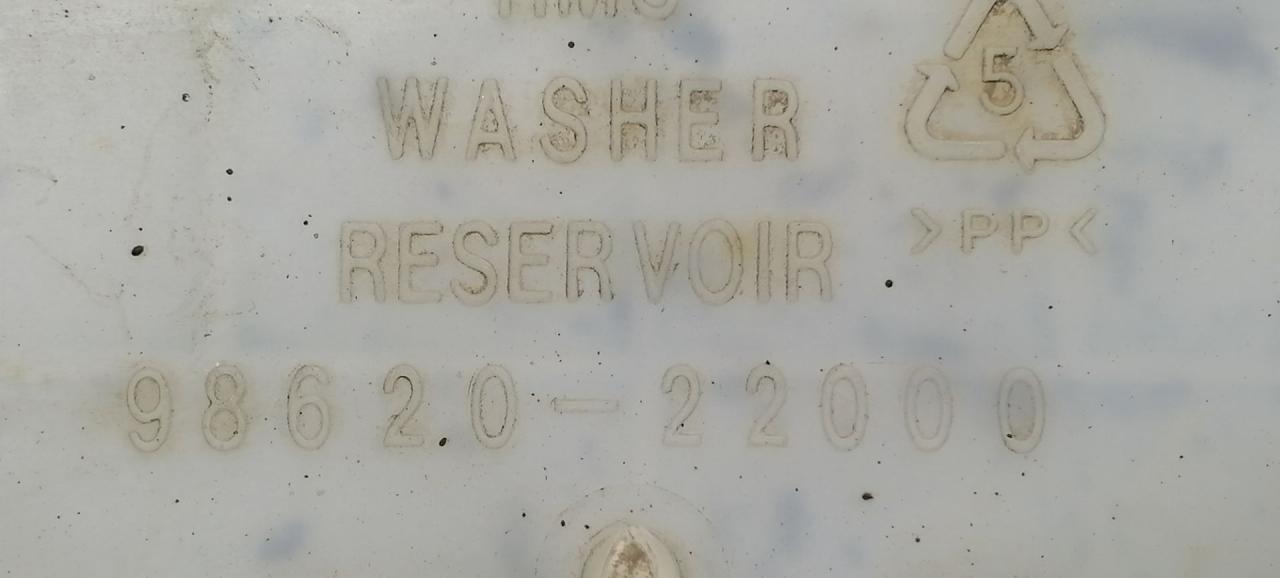 WASHER
5
RESERVOIR
>PP<
98620-22000